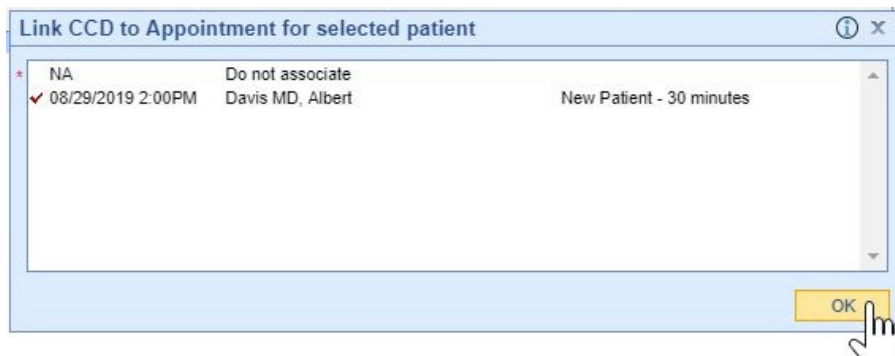 Link CCD to Appointment for selected patient
* NA Do not associate
08/29/2019 2:00PM Davis MD, Albert New Patient - 30 minutes
OK